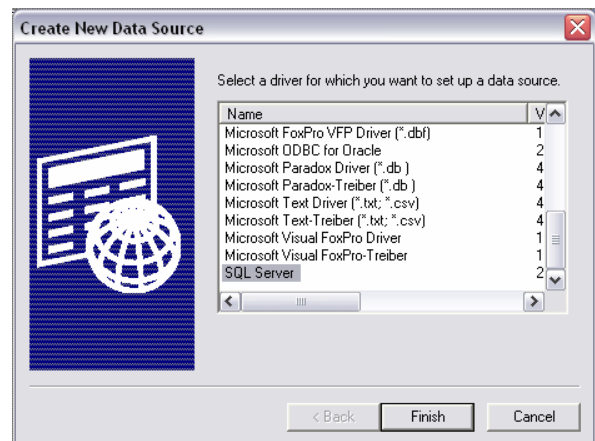 Create New Data Source
Select a driver for which you want to set up a data source.
Name V
Microsoft FoxPro VFP Driver (*.dbf) 1
Microsoft ODBC for Oracle 2
Microsoft Paradox Driver (*.db ) 4
Microsoft Paradox-Treiber (*.db ) 4
Microsoft Text Driver (*.txt; *.csv) 4
Microsoft Text-Treiber (*.txt; *.csv) 4
Microsoft Visual FoxPro Driver 1
Microsoft Visual FoxPro-Treiber 1
SQL Server 2
< Back Finish Cancel